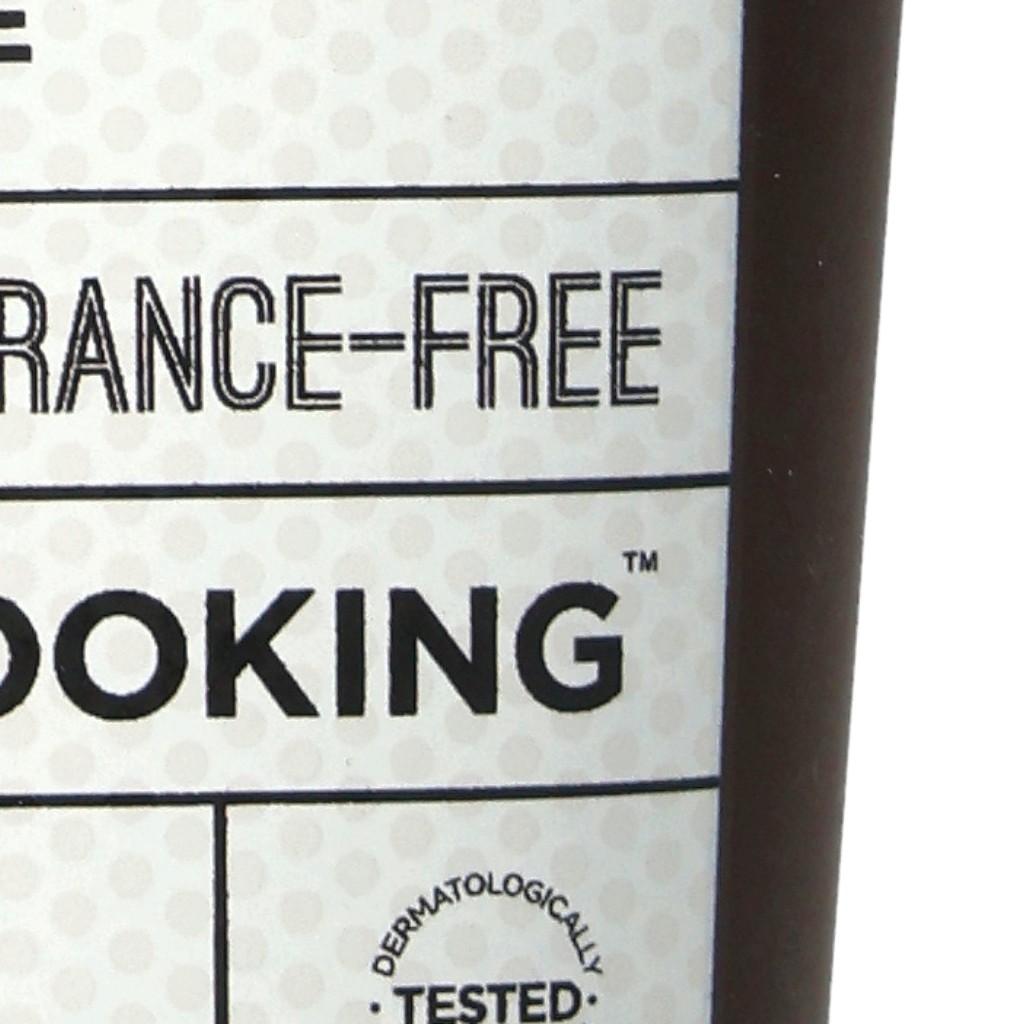 RANCE-FREE
OOKING™
DERMATOLOGICALLY
· TESTED ·